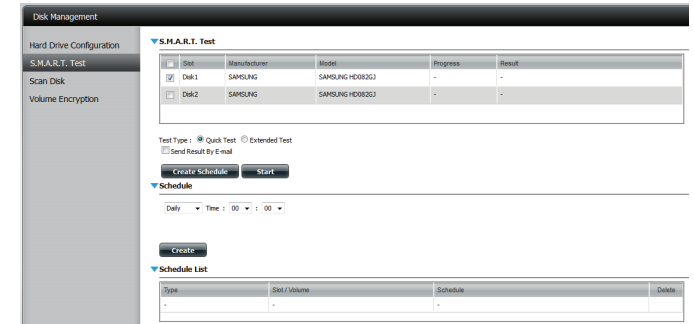 Disk Management
Hard Drive Configuration
S.M.A.R.T. Test
Scan Disk
Volume Encryption
S.M.A.R.T. Test
Slot Manufacturer Model Progress Result
Disk1 SAMSUNG SAMSUNG HD082GJ - -
Disk2 SAMSUNG SAMSUNG HD082GJ - -
Test Type : Quick Test Extended Test
Send Result By E-mail
Create Schedule Start
Schedule
Daily Time : 00 : 00
Create
Schedule List
Type Slot / Volume Schedule Delete
- - -